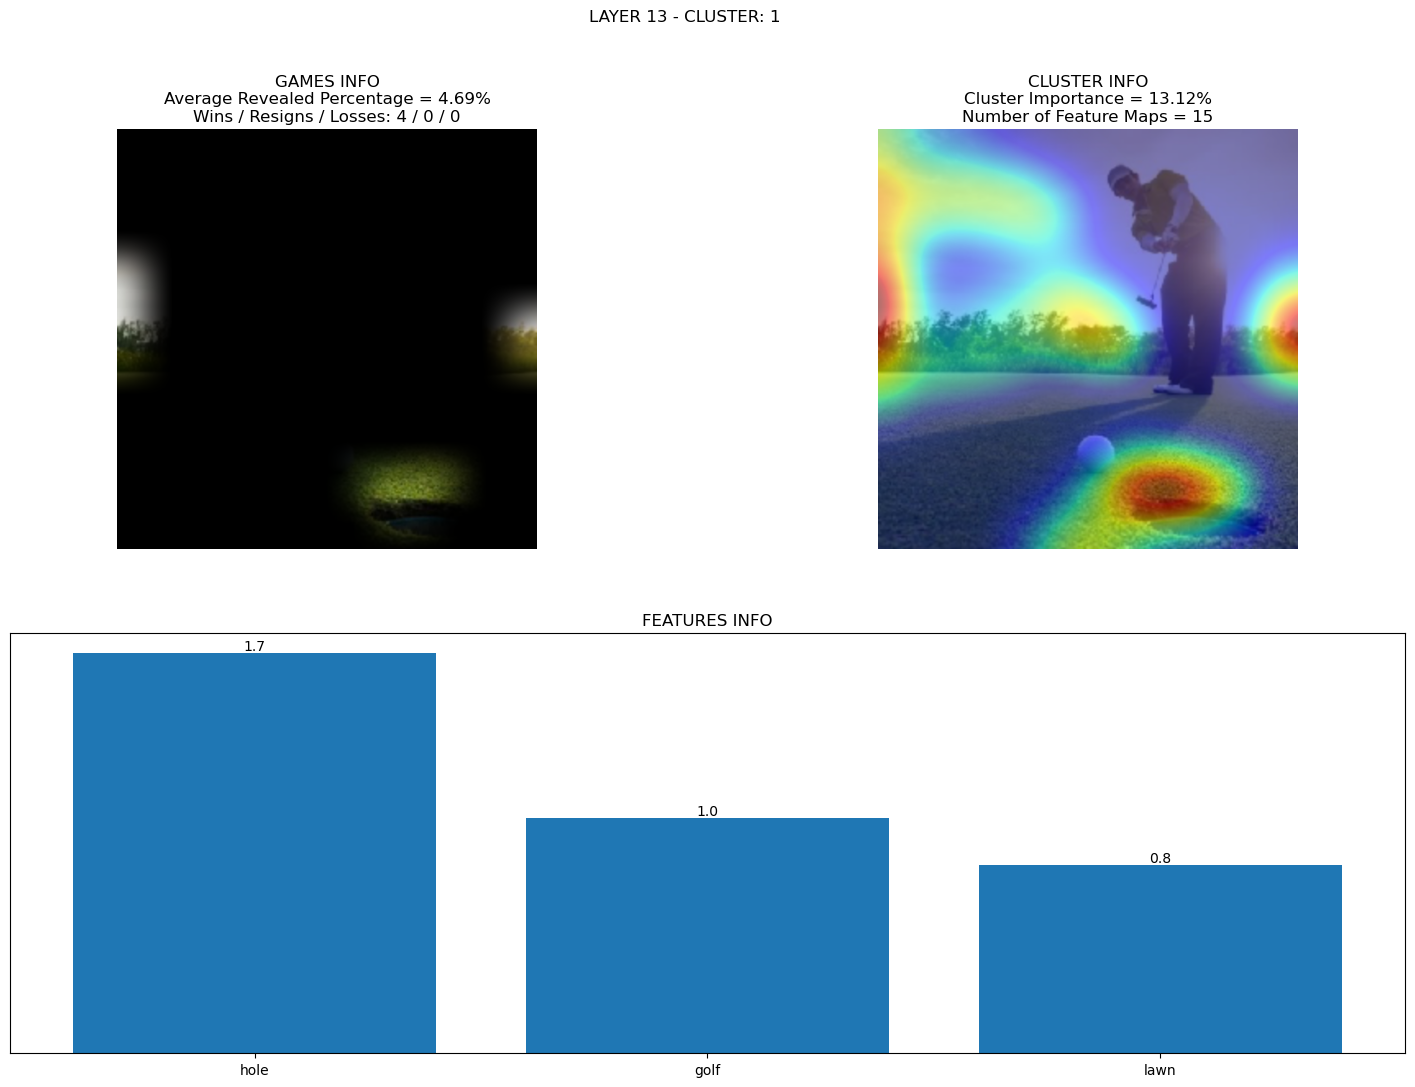 LAYER 13 - CLUSTER: 1
GAMES INFO
Average Revealed Percentage = 4.69%
Wins / Resigns / Losses: 4 / 0 / 0
CLUSTER INFO
Cluster Importance = 13.12%
Number of Feature Maps = 15
FEATURES INFO
1.7
1.0
0.8
hole
golf
lawn